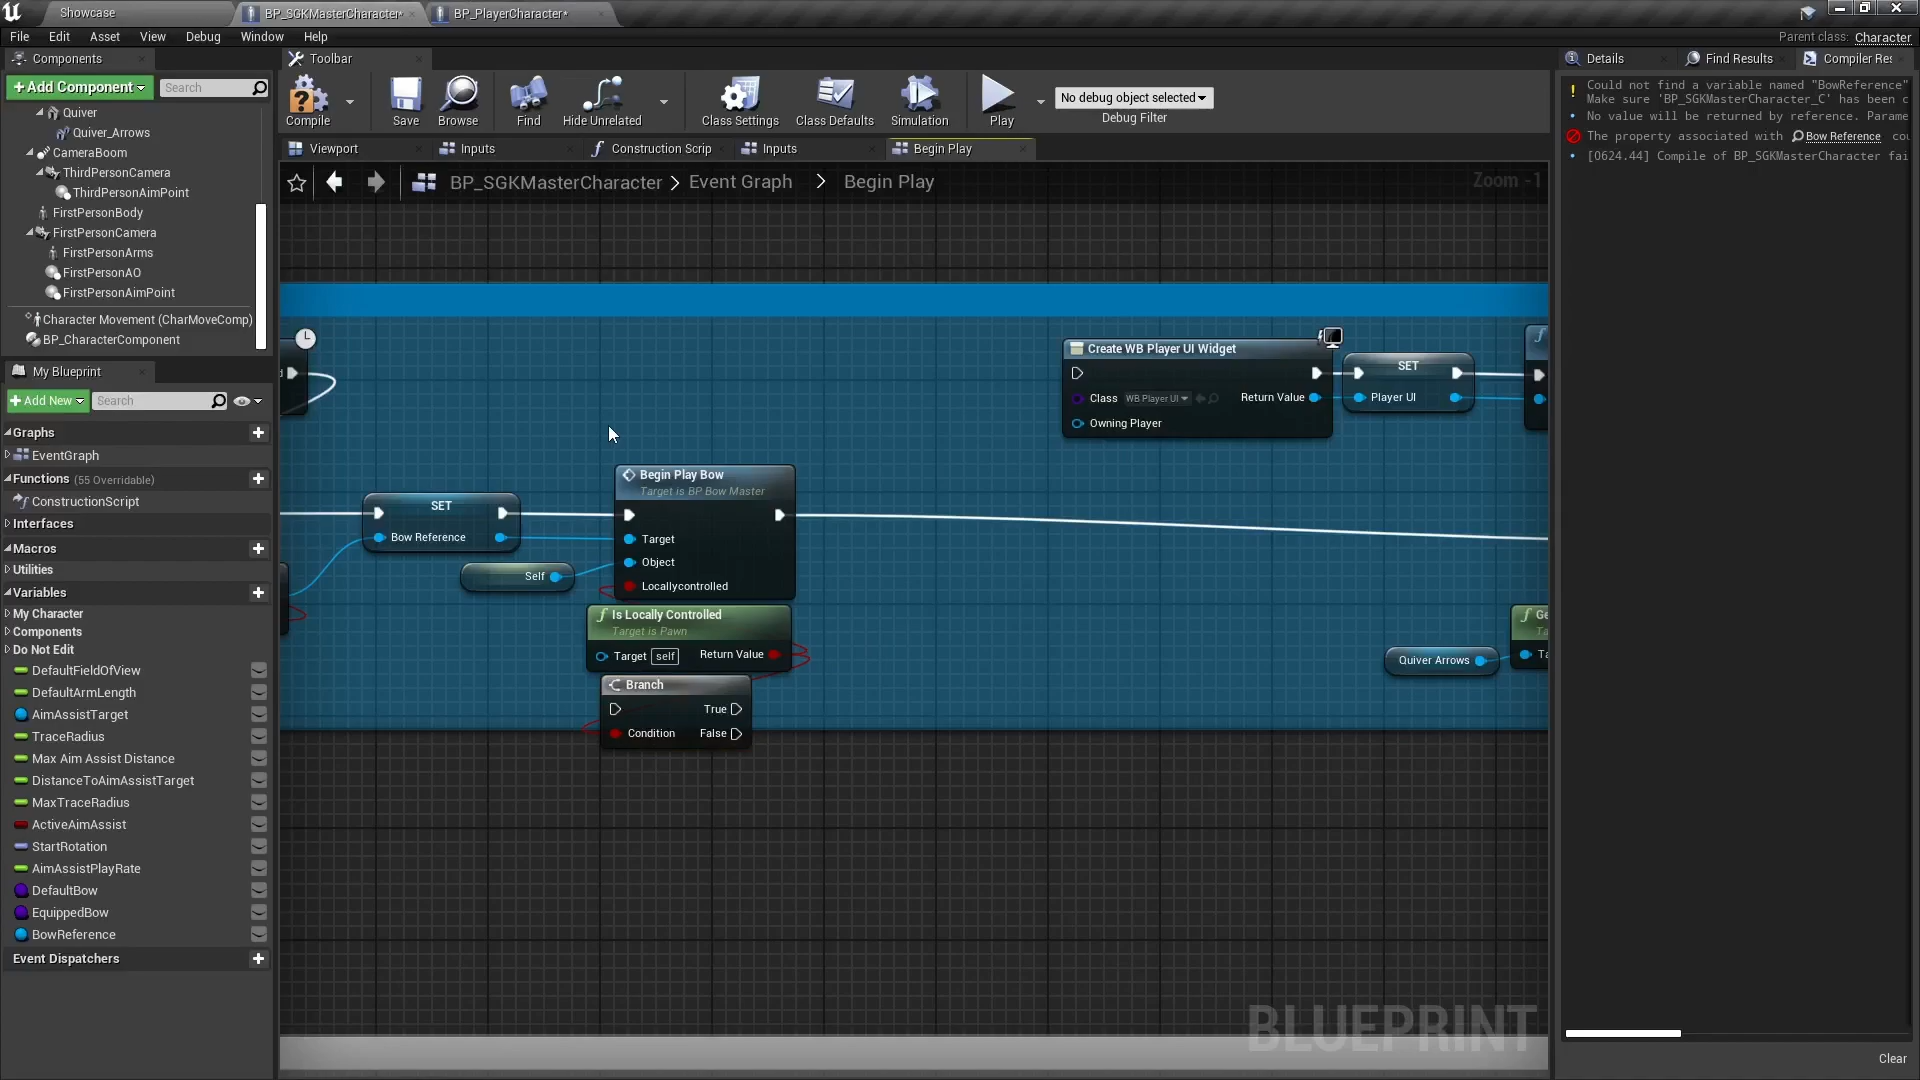 Showcase
BP_SGKMasterCharacter*
BP_PlayerCharacter*
File Edit Asset View Debug Window Help
Parent class: Character
Components
+Add Component
Search
Quiver
Quiver_Arrows
CameraBoom
ThirdPersonCamera
ThirdPersonAimPoint
FirstPersonBody
FirstPersonCamera
FirstPersonArms
FirstPersonAO
FirstPersonAimPoint
Character Movement (CharMoveComp)
BP_CharacterComponent
My Blueprint
+Add New
Search
Graphs
EventGraph
Functions (55 Overridable)
ConstructionScript
Interfaces
Macros
Utilities
Variables
My Character
Components
Do Not Edit
DefaultFieldOfView
DefaultArmLength
AimAssistTarget
TraceRadius
Max Aim Assist Distance
DistanceToAimAssistTarget
MaxTraceRadius
ActiveAimAssist
StartRotation
AimAssistPlayRate
DefaultBow
EquippedBow
BowReference
Event Dispatchers
Toolbar
Compile
Save
Browse
Find
Hide Unrelated
Class Settings
Class Defaults
Simulation
Play
No debug object selected
Debug Filter
Viewport
Inputs
Construction Scrip
Inputs
Begin Play
BP_SGKMasterCharacter > Event Graph > Begin Play
Zoom -1
Create WB Player UI Widget
Class WB Player UI
Return Value
Owning Player
SET
Player UI
SET
Bow Reference
Self
Begin Play Bow
Target is BP Bow Master
Target
Object
Locallycontrolled
Is Locally Controlled
Target is Pawn
Target self
Return Value
Branch
True
Condition
False
Quiver Arrows
Ge
Ta
Ta
BLUEPRINT
Details
Find Results
Compiler Res
Could not find a variable named "BowReference"
Make sure 'BP_SGKMasterCharacter_C' has been c
No value will be returned by reference. Parame
The property associated with Bow Reference cou
[0624.44] Compile of BP_SGKMasterCharacter fai
Clear